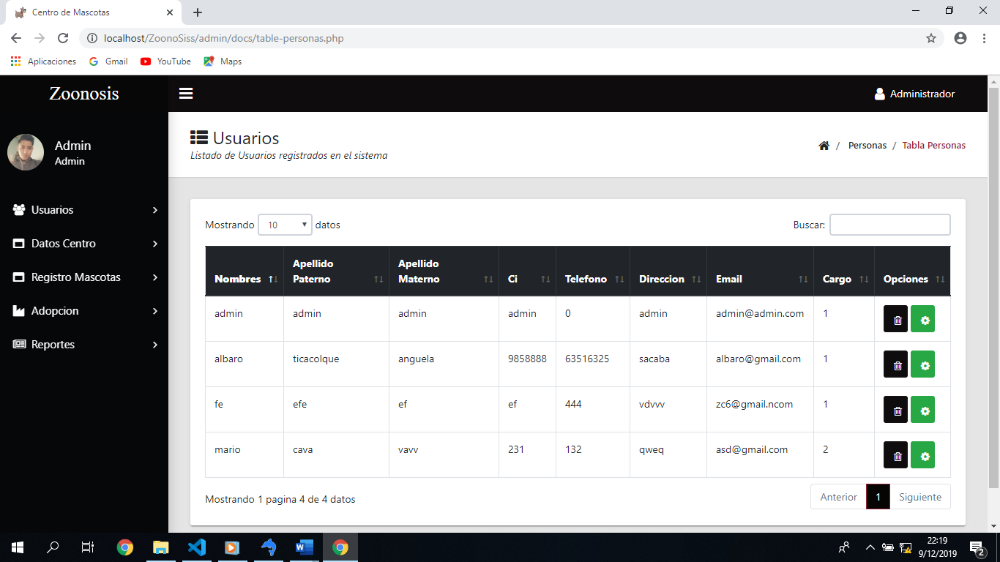 Centro de Mascotas
localhost/ZoonoSiss/admin/docs/table-personas.php
Aplicaciones Gmail YouTube Maps
Zoonosis
Administrador
Admin
Admin
Usuarios
Datos Centro
Registro Mascotas
Adopcion
Reportes
Usuarios
Listado de Usuarios registrados en el sistema
/ Personas / Tabla Personas
Mostrando 10 datos
Buscar:
Nombres Apellido Paterno Apellido Materno Ci Telefono Direccion Email Cargo Opciones
admin admin admin admin 0 admin admin@admin.com 1
albaro ticacolque anguela 9858888 63516325 sacaba albaro@gmail.com 1
fe efe ef ef 444 vdvvv zc6@gmail.ncom 1
mario cava vavv 231 132 qweq asd@gmail.com 2
Mostrando 1 pagina 4 de 4 datos
Anterior 1 Siguiente
22:19
9/12/2019
2